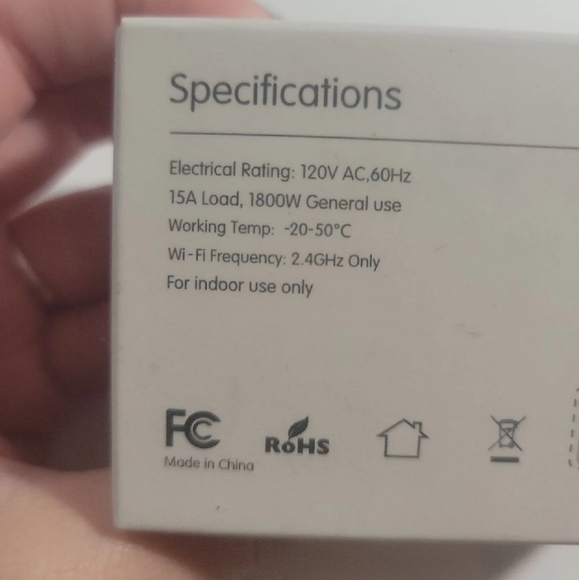 Specifications
Electrical Rating: 120V AC,60Hz
15A Load, 1800W General use
Working Temp: -20-50°C
Wi-Fi Frequency: 2.4GHz Only
For indoor use only
FC RoHS
Made in China